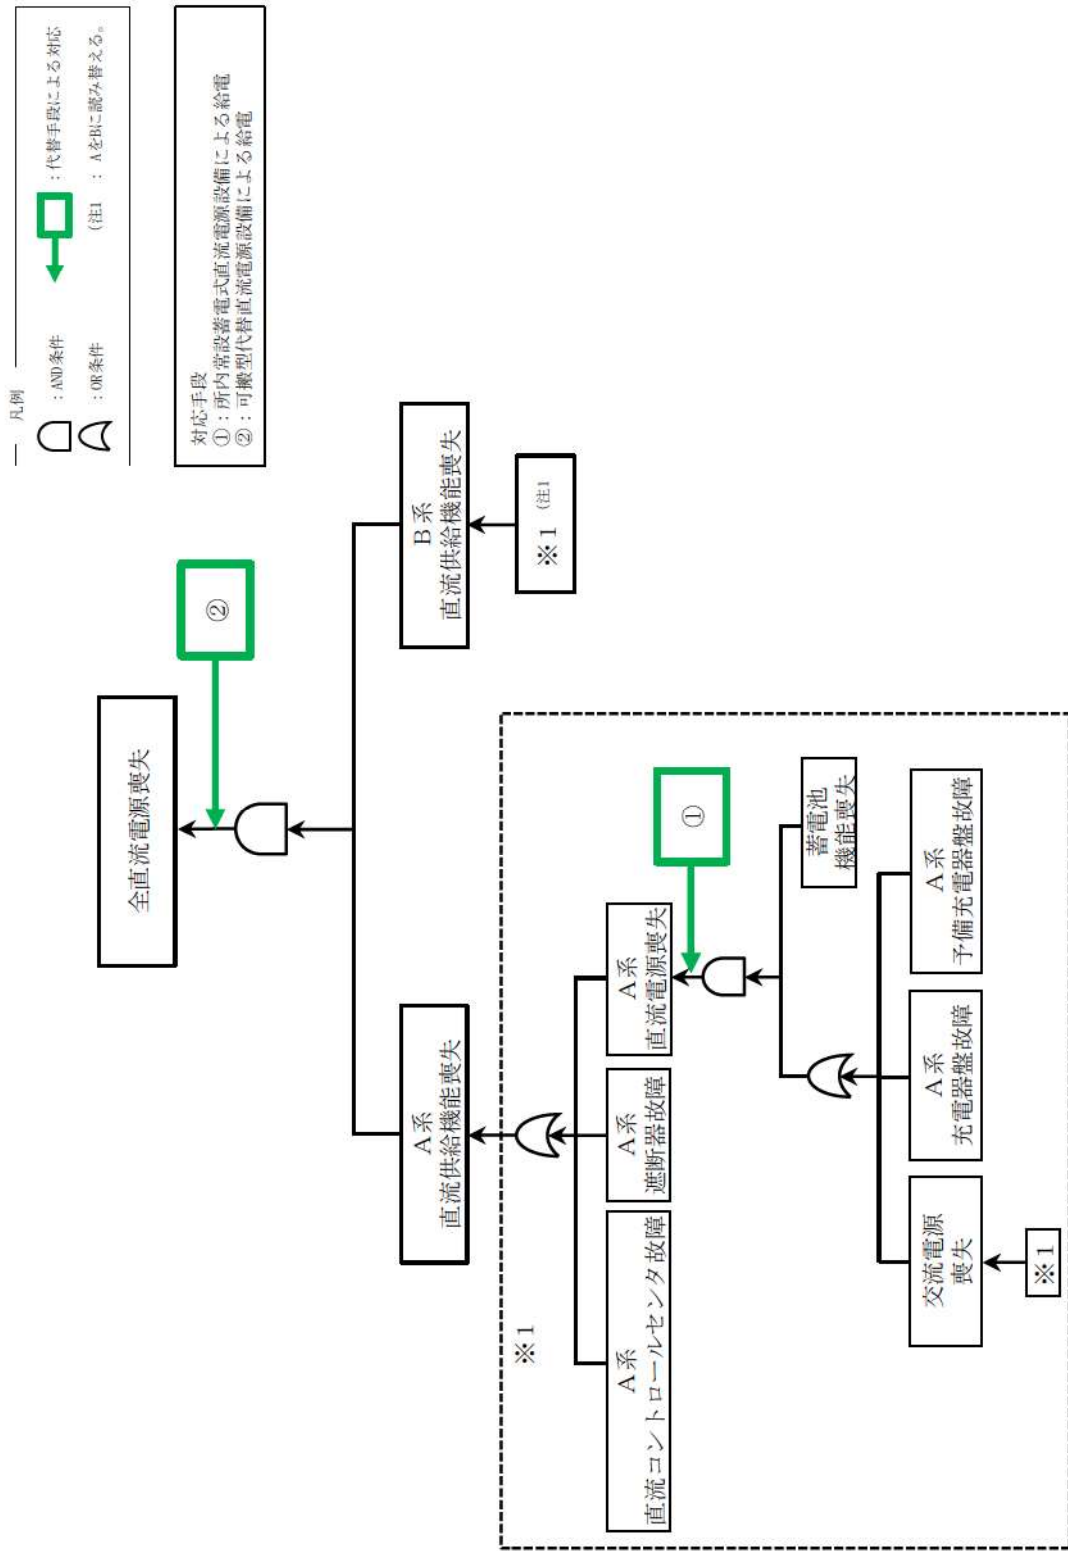 凡例
：AND条件
：OR条件
：代替手段による対応
(注1 ：AをBに読み替える。
対応手段
①：所内常設蓄電式直流電源設備による給電
②：可搬型代替直流電源設備による給電
全直流電源喪失
②
A系
直流供給機能喪失
B系
直流供給機能喪失
※1 (注1
※1
A系
直流コントロールセンタ故障
A系
遮断器故障
A系
直流電源喪失
①
蓄電池
機能喪失
交流電源
喪失
A系
充電器盤故障
A系
予備充電器盤故障
※1